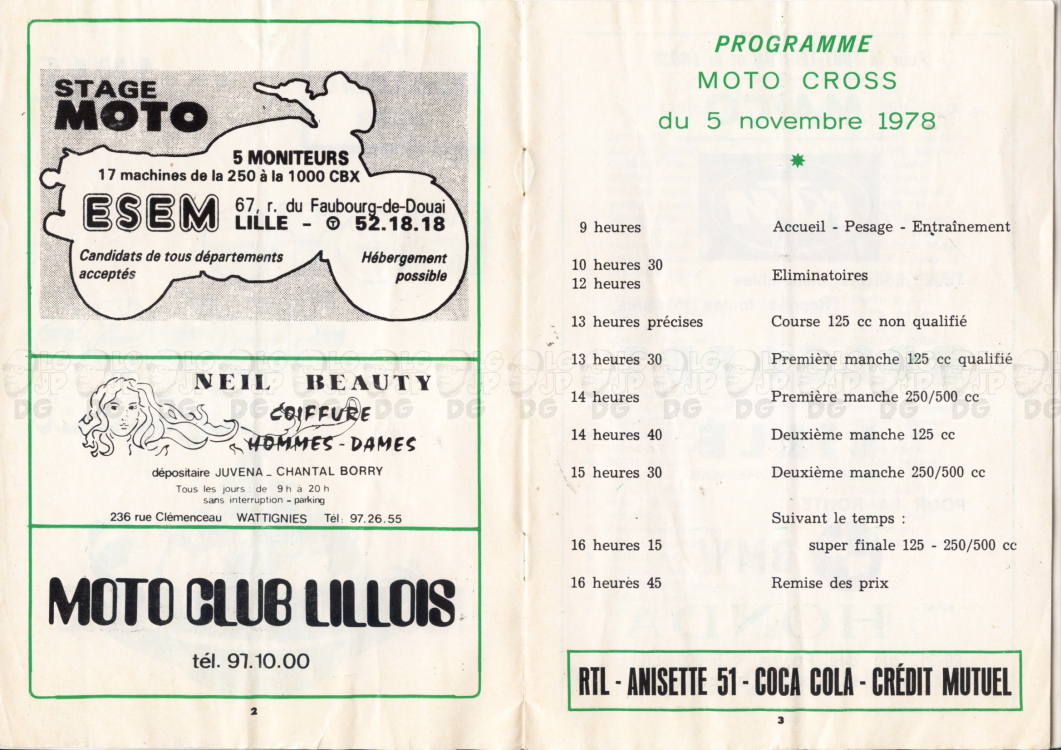 STAGE
MOTO
5 MONITEURS
17 machines de la 250 à la 1000 CBX
ESEM
67, r. du Faubourg-de-Douai
LILLE - ☎ 52.18.18
Candidats de tous départements
acceptés
Hébergement
possible
NEIL BEAUTY
COIFFURE
HOMMES - DAMES
dépositaire JUVENA - CHANTAL BORRY
Tous les jours : de 9 h à 20 h
sans interruption - parking
236 rue Clémenceau WATTIGNIES Tél: 97.26.55
MOTO CLUB LILLOIS
tél. 97.10.00
2
PROGRAMME
MOTO CROSS
du 5 novembre 1978
9 heures Accueil - Pesage - Entraînement
10 heures 30
12 heures
Eliminatoires
13 heures précises Course 125 cc non qualifié
13 heures 30 Première manche 125 cc qualifié
14 heures Première manche 250/500 cc
14 heures 40 Deuxième manche 125 cc
15 heures 30 Deuxième manche 250/500 cc
Suivant le temps :
16 heures 15 super finale 125 - 250/500 cc
16 heures 45 Remise des prix
RTL - ANISETTE 51 - COCA COLA - CRÉDIT MUTUEL
3